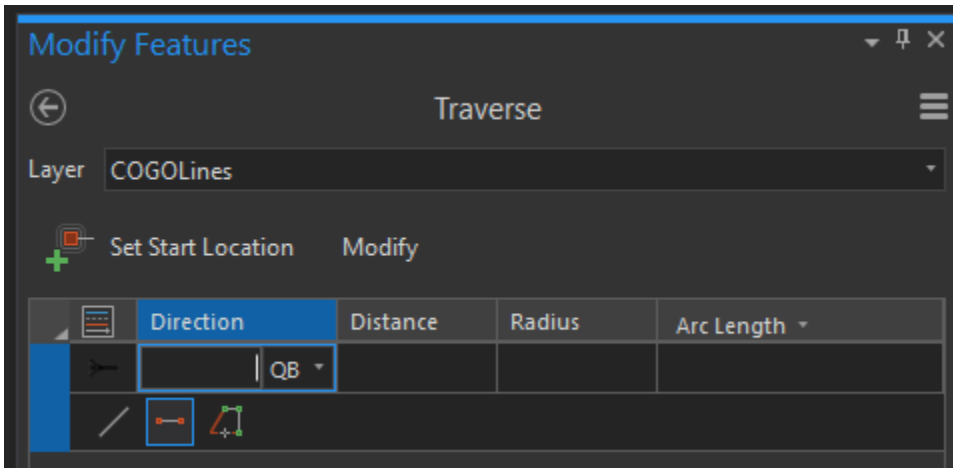 Modify Features
Traverse
Layer COGOLines
Set Start Location Modify
Direction Distance Radius Arc Length
QB